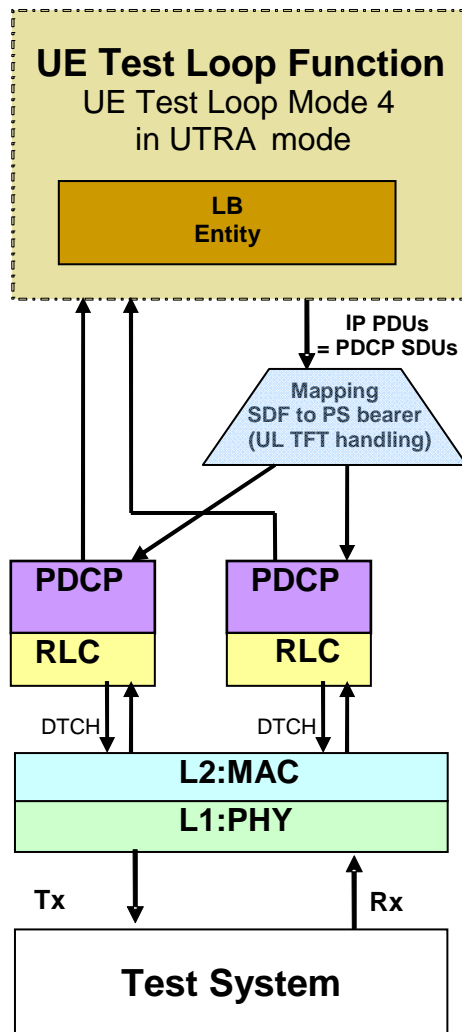 UE Test Loop Function
UE Test Loop Mode 4
in UTRA mode
LB
Entity
IP PDUs
= PDCP SDUs
Mapping
SDF to PS bearer
(UL TFT handling)
PDCP
PDCP
RLC
RLC
DTCH
DTCH
L2:MAC
L1:PHY
Tx
Rx
Test System